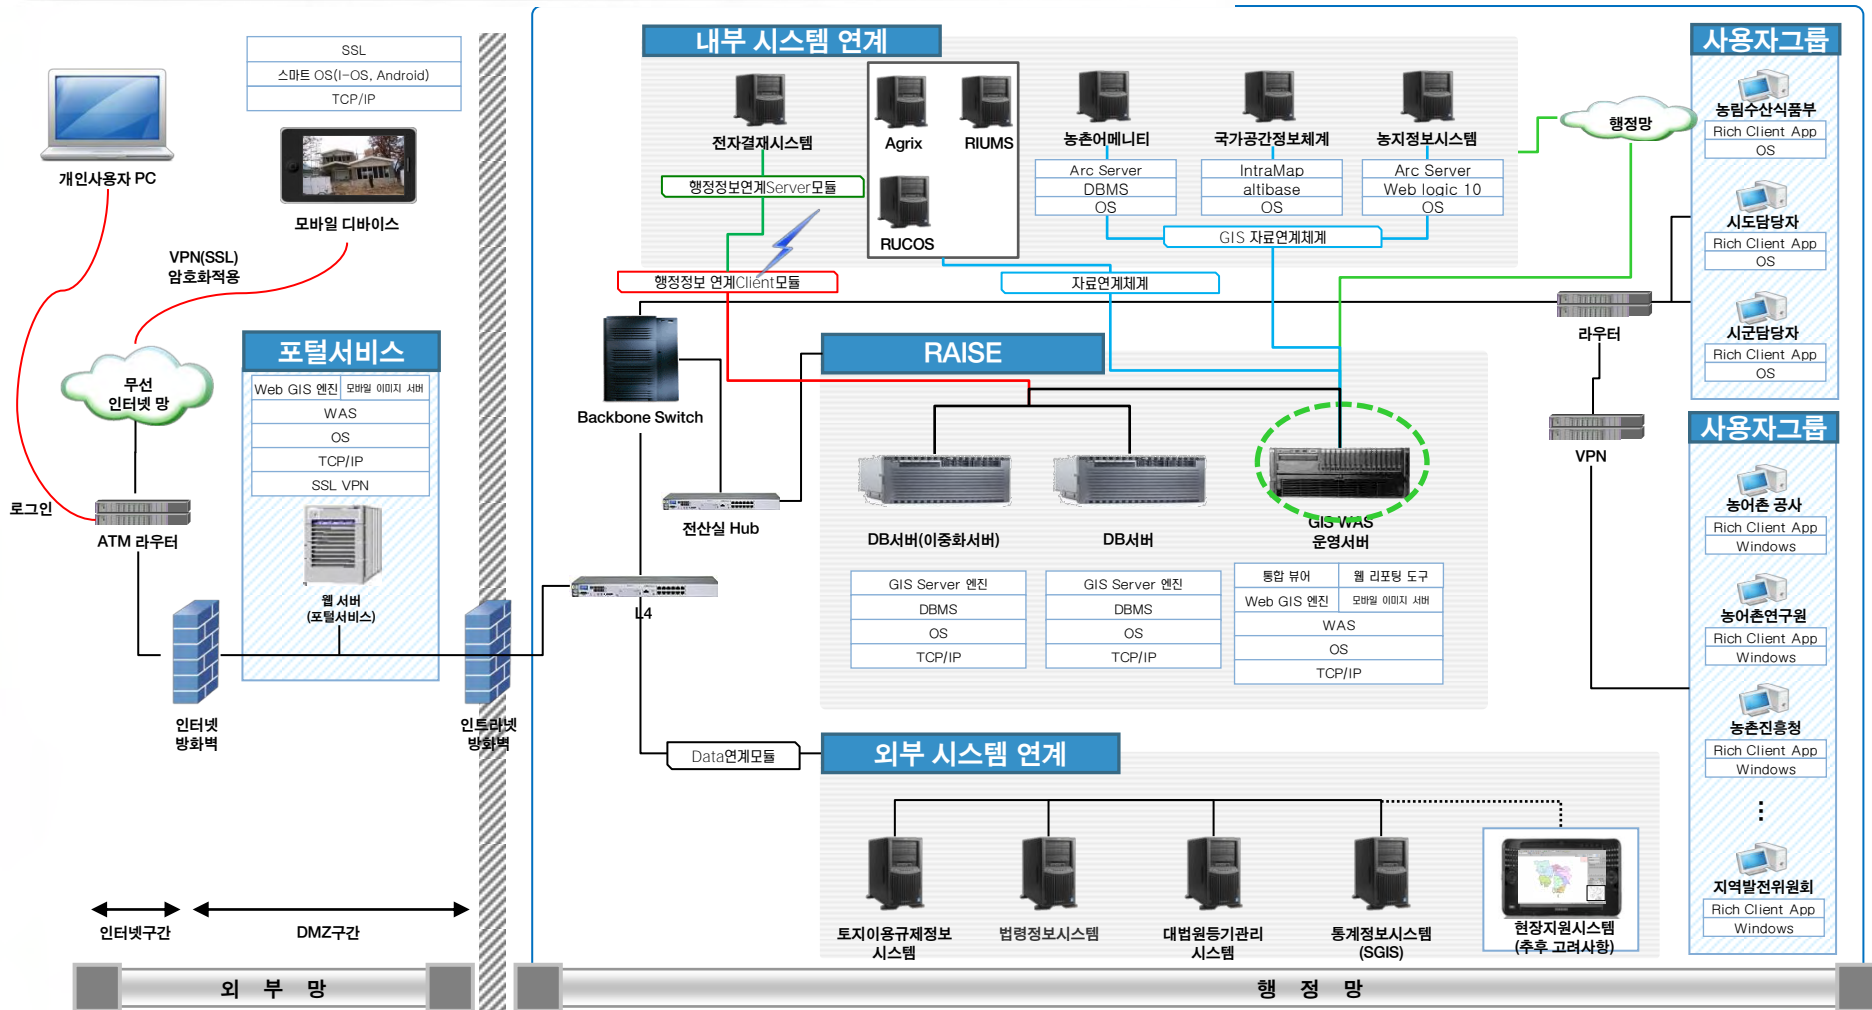 SSL
스마트 OS(I-OS, Android)
TCP/IP
개인사용자 PC
모바일 디바이스
VPN(SSL)
암호화적용
무선
인터넷 망
로그인
ATM 라우터
포털서비스
Web GIS 엔진
모바일 이미지 서버
WAS
OS
TCP/IP
SSL VPN
웹 서버
(포털서비스)
인터넷
방화벽
인트라넷
방화벽
인터넷구간
DMZ구간
외 부 망
내부 시스템 연계
전자결재시스템
행정정보연계Server모듈
행정정보 연계Client모듈
Agrix
RIUMS
RUCOS
농촌어메니티
Arc Server
DBMS
OS
국가공간정보체계
IntraMap
altibase
OS
농지정보시스템
Arc Server
Web logic 10
OS
GIS 자료연계체계
자료연계체계
행정망
Backbone Switch
전산실 Hub
L4
RAISE
DB서버(이중화서버)
GIS Server 엔진
DBMS
OS
TCP/IP
DB서버
GIS Server 엔진
DBMS
OS
TCP/IP
GIS WAS
운영서버
통합 뷰어
웹 리포팅 도구
Web GIS 엔진
모바일 이미지 서버
WAS
OS
TCP/IP
라우터
VPN
Data연계모듈
외부 시스템 연계
토지이용규제정보
시스템
법령정보시스템
대법원등기관리
시스템
통계정보시스템
(SGIS)
현장지원시스템
(추후 고려사항)
사용자그룹
농림수산식품부
Rich Client App
OS
시도담당자
Rich Client App
OS
시군담당자
Rich Client App
OS
사용자그룹
농어촌 공사
Rich Client App
Windows
농어촌연구원
Rich Client App
Windows
농촌진흥청
Rich Client App
Windows
⋮
지역발전위원회
Rich Client App
Windows
행 정 망